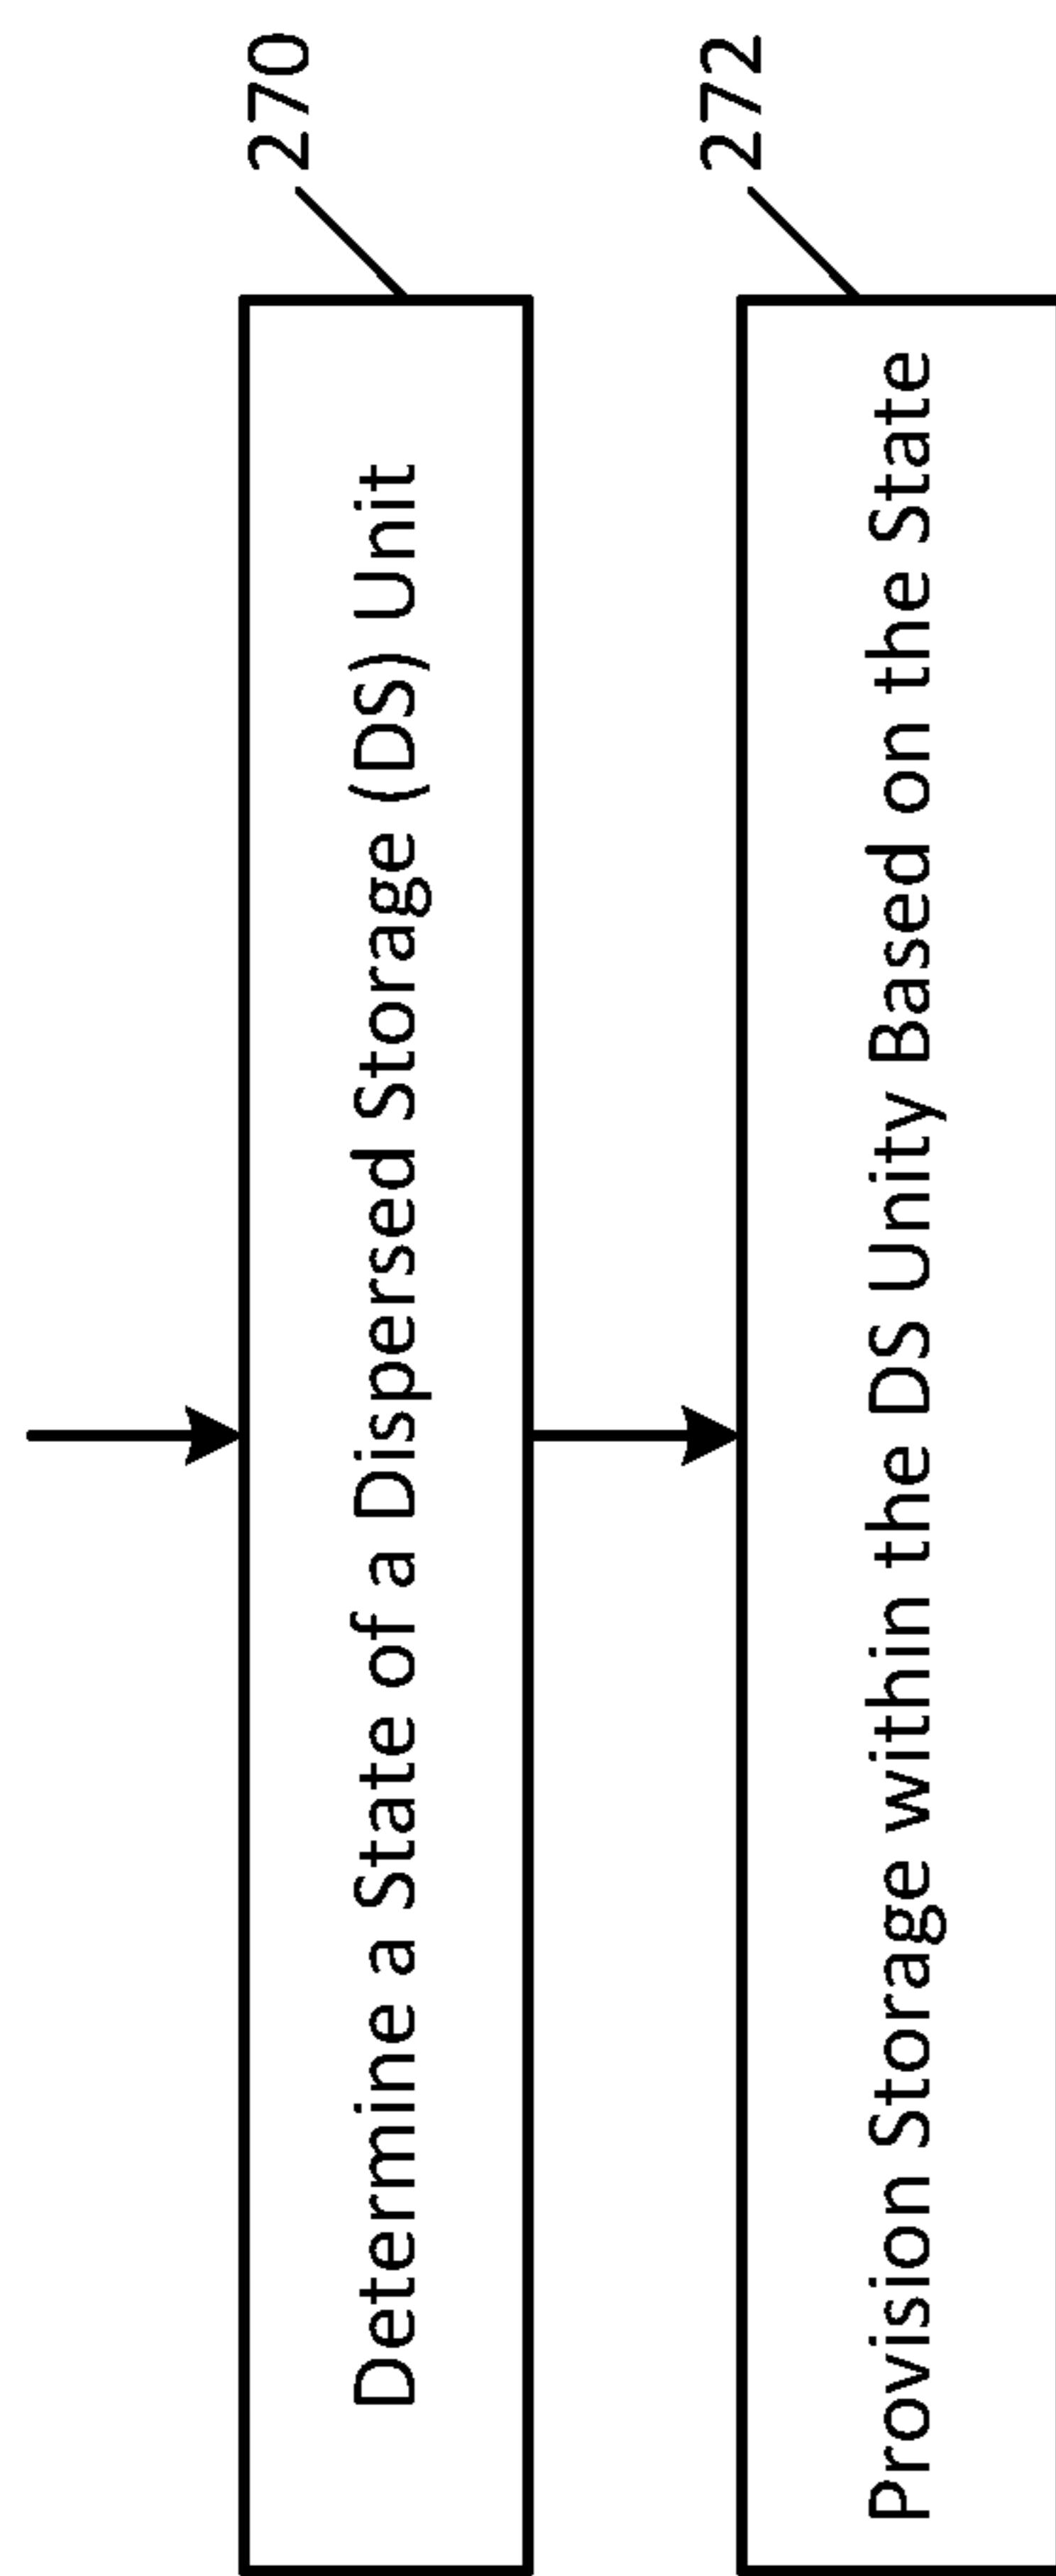 270
Determine a State of a Dispersed Storage (DS) Unit
272
Provision Storage within the DS Unity Based on the State